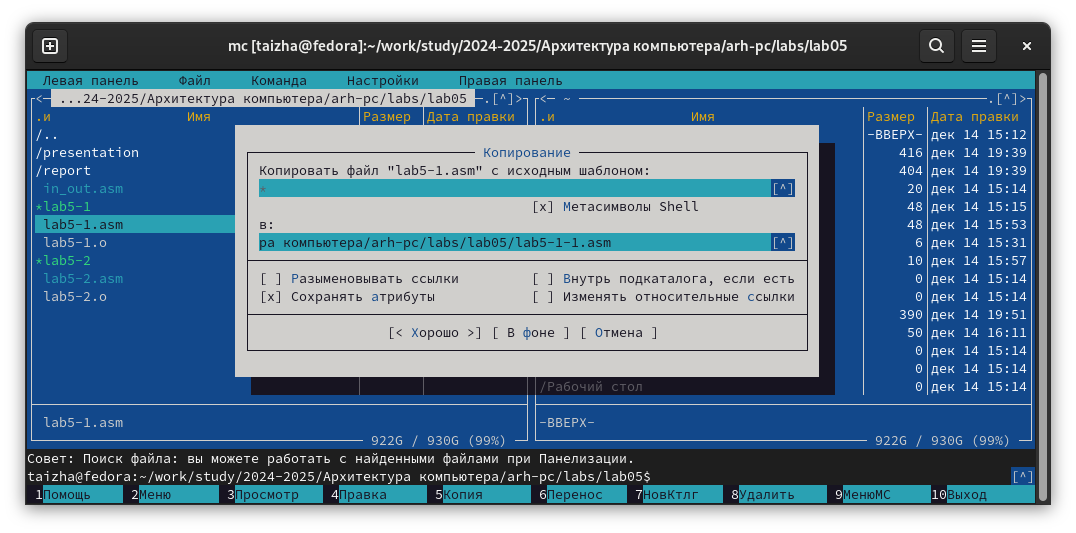 mc [taizha@fedora]:~/work/study/2024-2025/Архитектура компьютера/arh-pc/labs/lab05
Левая панель Файл Команда Настройки Правая панель
<— ...24-2025/Архитектура компьютера/arh-pc/labs/lab05 —.[^]> <— ~ —.[^]>
.и Имя Размер Дата правки .и Имя Размер Дата правки
/.. -ВВЕРХ- дек 14 15:12
/presentation 416 дек 14 19:39
/report 404 дек 14 19:39
in_out.asm 20 дек 14 15:14
*lab5-1 48 дек 14 15:15
lab5-1.asm 48 дек 14 15:53
lab5-1.o 6 дек 14 15:31
*lab5-2 10 дек 14 15:57
lab5-2.asm 0 дек 14 15:14
lab5-2.o 0 дек 14 15:14
390 дек 14 19:51
50 дек 14 16:11
0 дек 14 15:14
0 дек 14 15:14
/Рабочий стол 0 дек 14 15:14
Копирование
Копировать файл "lab5-1.asm" с исходным шаблоном:
* [^]
[x] Метасимволы Shell
в:
ра компьютера/arh-pc/labs/lab05/lab5-1-1.asm [^]
[ ] Разыменовывать ссылки [ ] Внутрь подкаталога, если есть
[x] Сохранять атрибуты [ ] Изменять относительные ссылки
[< Хорошо >] [ В фоне ] [ Отмена ]
lab5-1.asm -ВВЕРХ-
922G / 930G (99%) 922G / 930G (99%)
Совет: Поиск файла: вы можете работать с найденными файлами при Панелизации.
taizha@fedora:~/work/study/2024-2025/Архитектура компьютера/arh-pc/labs/lab05$ [^]
1Помощь 2Меню 3Просмотр 4Правка 5Копия 6Перенос 7НовКтлг 8Удалить 9МенюMC 10Выход